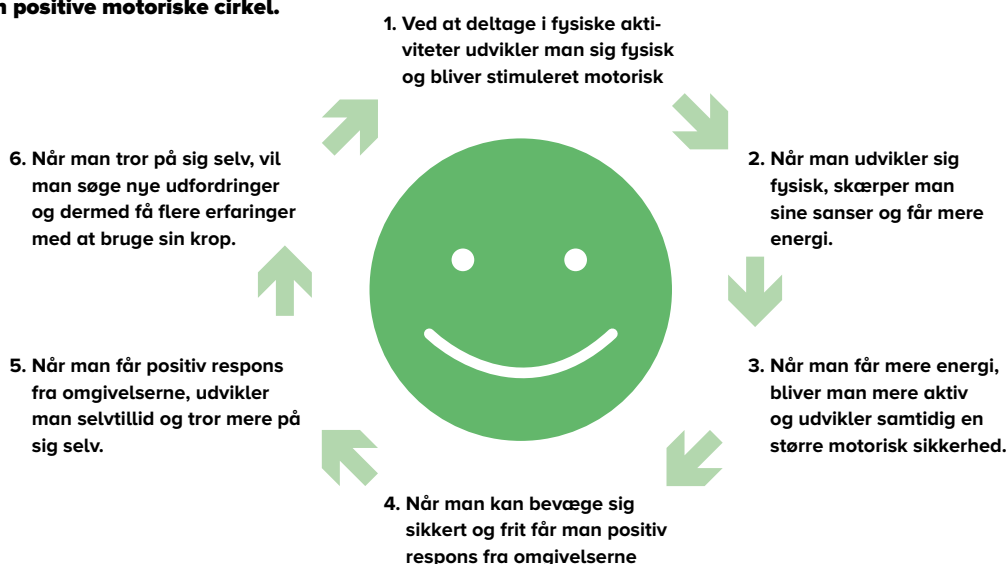 positive motoriske cirkel.
1. Ved at deltage i fysiske akti-
viteter udvikler man sig fysisk
og bliver stimuleret motorisk
2. Når man udvikler sig
fysisk, skærper man
sine sanser og får mere
energi.
3. Når man får mere energi,
bliver man mere aktiv
og udvikler samtidig en
større motorisk sikkerhed.
4. Når man kan bevæge sig
sikkert og frit får man positiv
respons fra omgivelserne
5. Når man får positiv respons
fra omgivelserne, udvikler
man selvtillid og tror mere på
sig selv.
6. Når man tror på sig selv, vil
man søge nye udfordringer
og dermed få flere erfaringer
med at bruge sin krop.